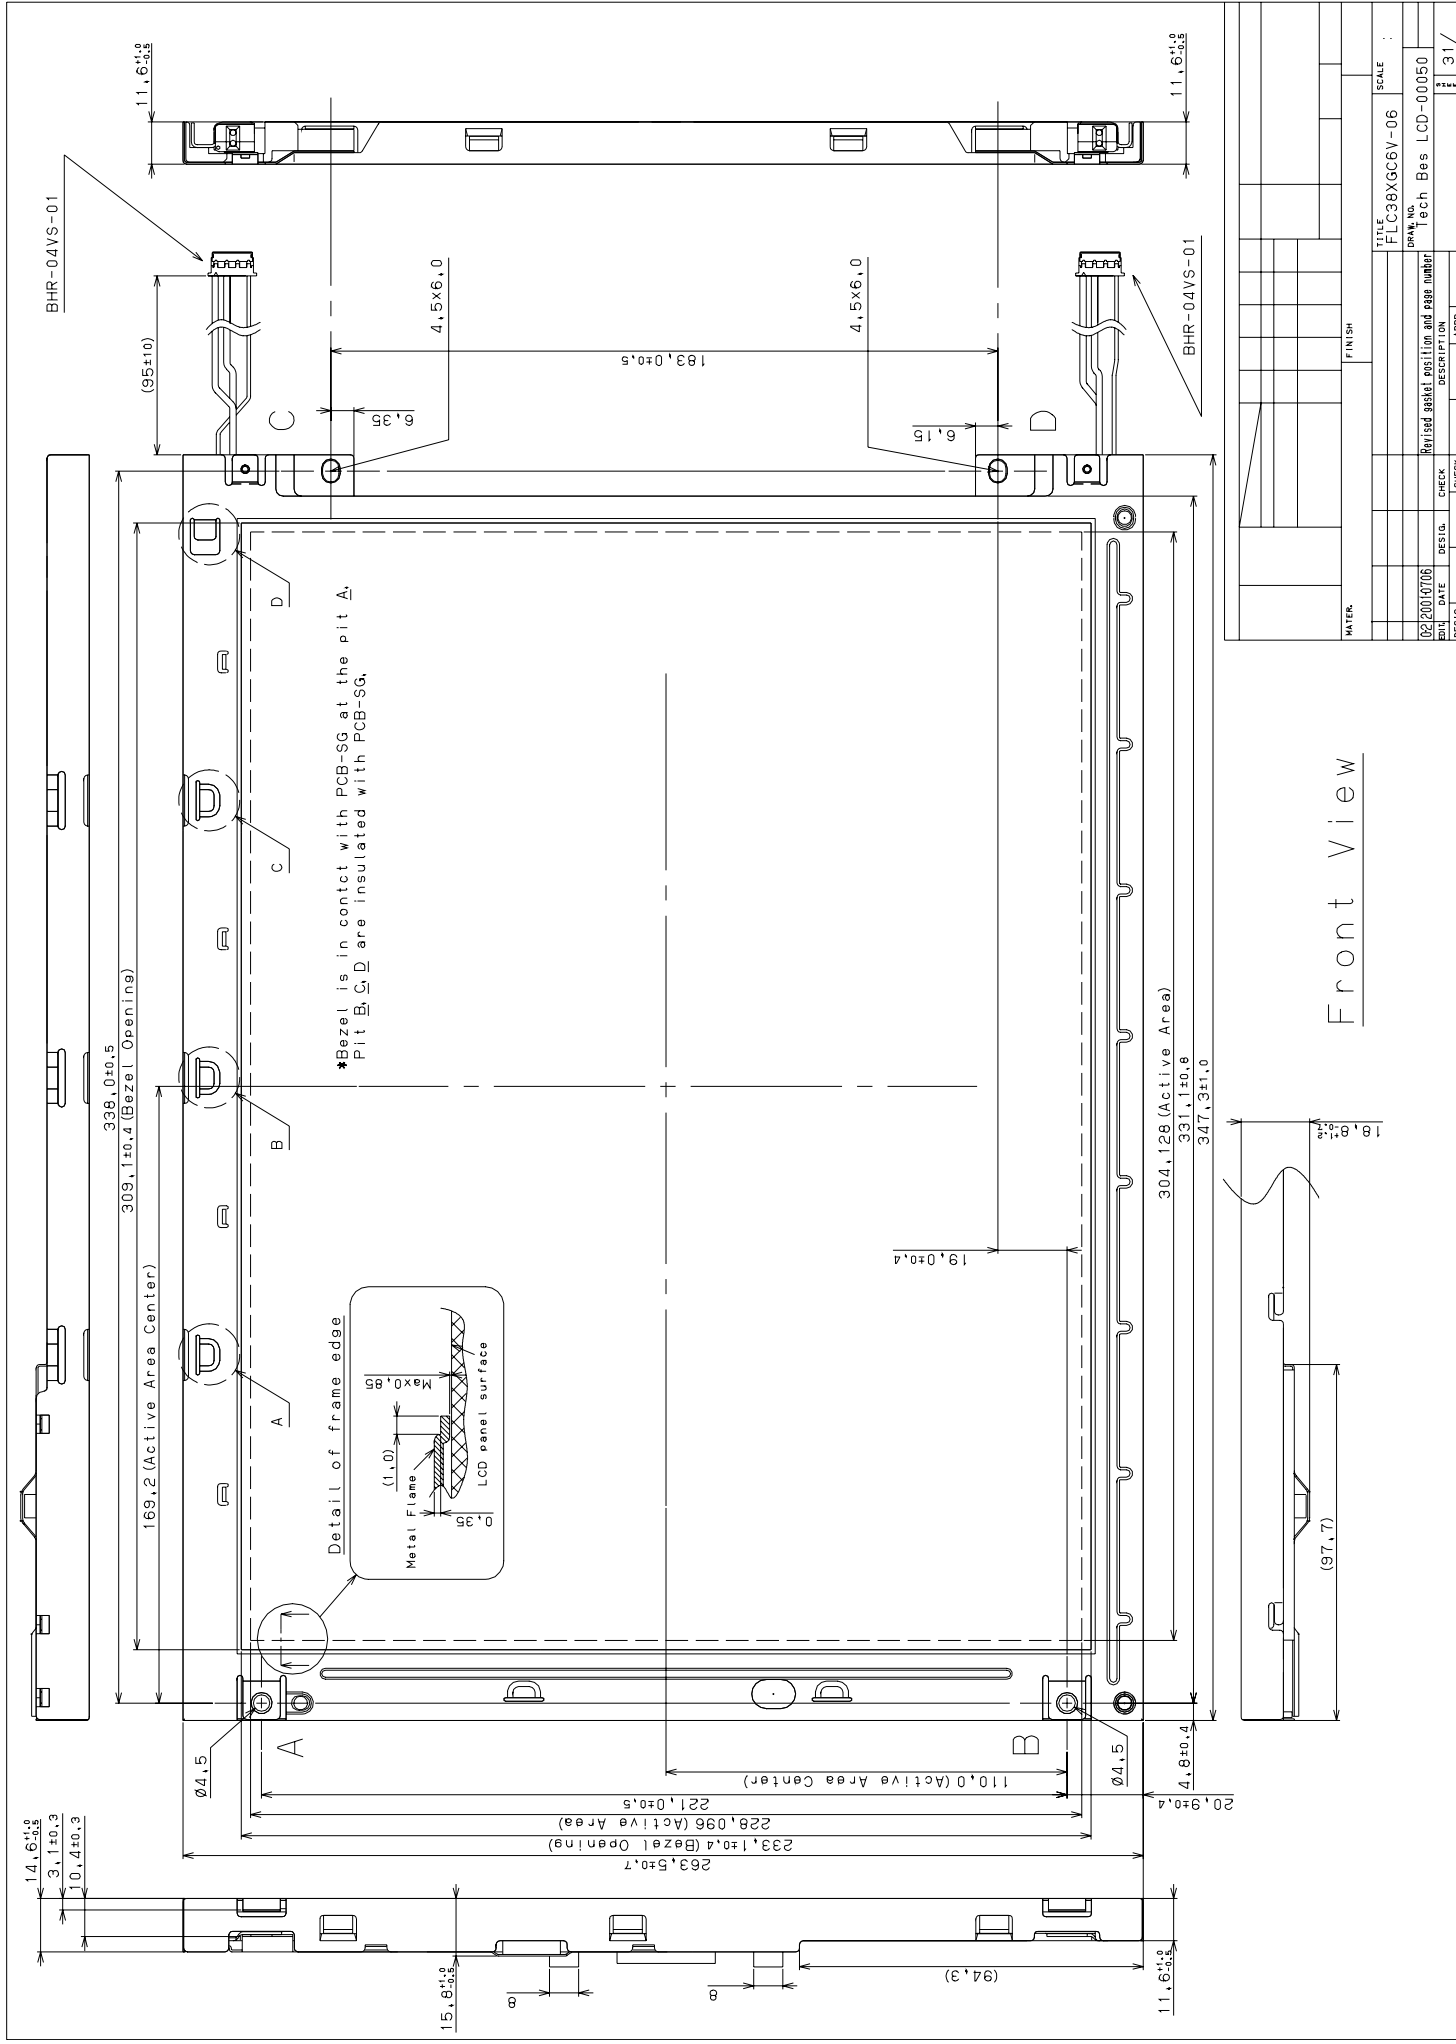 11.6+1.0-0.5
BHR-04VS-01
(95±10)
4.5X6.0
C
6.35
183.0±0.5
4.5X6.0
6.15
D
BHR-04VS-01
11.6+1.0-0.5
338.0±0.5
309.1±0.4(Bezel Opening)
169.2(Active Area Center)
D
C
B
A
*Bezel is in contct with PCB-SG at the pit A.
Pit B,C,D are insulated with PCB-SG.
Detail of frame edge
(1.0)
Max0.85
Metal Flame
0.35
LCD panel surface
19.0±0.4
304.128(Active Area)
331.1±0.8
347.3±1.0
Ø4.5
A
B
Ø4.5
4.8±0.4
20.9±0.4
110.0(Active Area Center)
221.0±0.5
228.096(Active Area)
233.1±0.4(Bezel Opening)
263.5±0.7
14.6+1.0-0.5
3.1±0.3
10.4±0.3
15.8+1.0-0.5
8
8
(94.3)
11.6+1.0-0.5
18.8+1.2-0.7
(97.7)
Front View
MATER.
FINISH
TITLE
FLC38XGC6V-06
SCALE
:
DRAW. NO.
Tech Bes LCD-00050
02 20010706
Revised gasket position and page number
EDIT. DATE DESIG. CHECK DESCRIPTION
31/